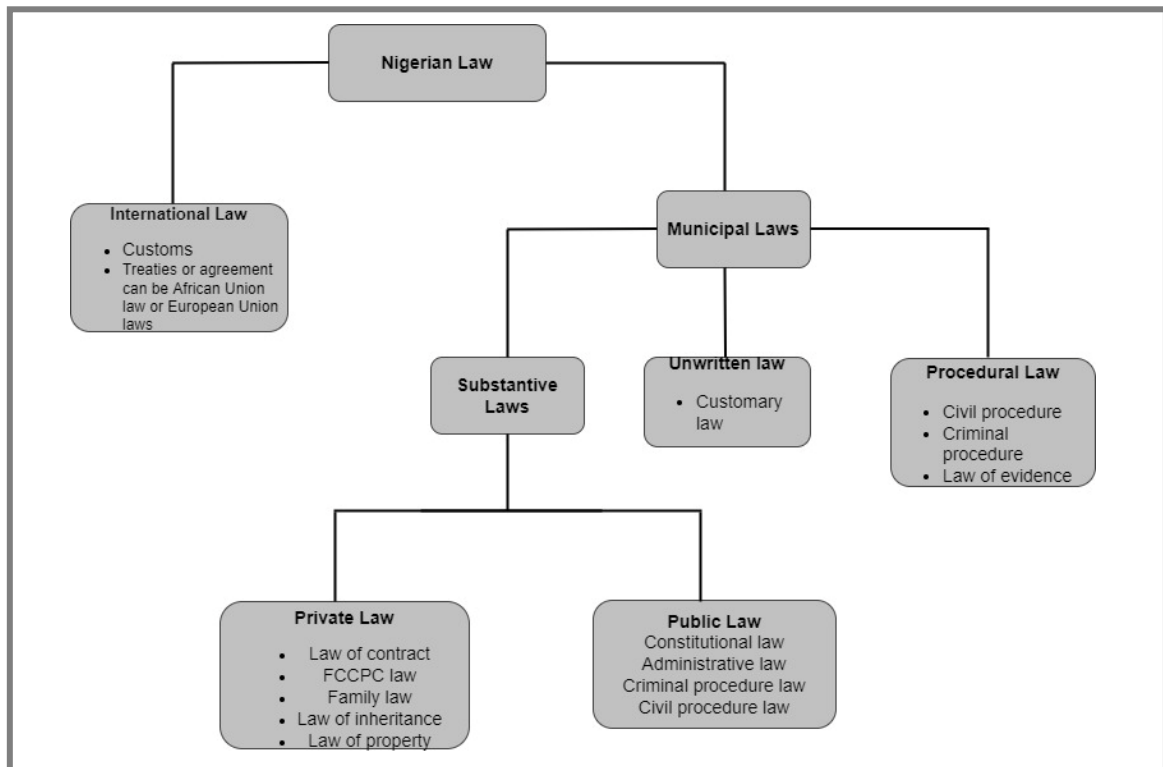 Nigerian Law
International Law
Customs
Treaties or agreement
can be African Union
law or European Union
laws
Municipal Laws
Substantive
Laws
Unwritten law
Customary
law
Procedural Law
Civil procedure
Criminal
procedure
Law of evidence
Private Law
Law of contract
FCCPC law
Family law
Law of inheritance
Law of property
Public Law
Constitutional law
Administrative law
Criminal procedure law
Civil procedure law